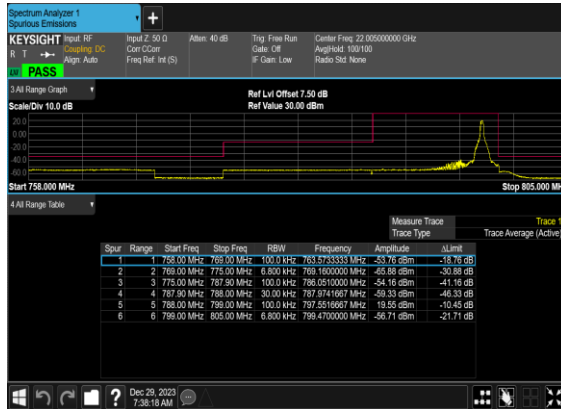 Spectrum Analyzer 1
Spurious Emissions
+
KEYSIGHT Input: RF Input Z: 50 Ω Atten: 40 dB Trig: Free Run Center Freq: 22.005000000 GHz
R T Coupling: DC Corr CCorr Gate: Off Avg|Hold: 100/100
Align: Auto Freq Ref: Int (S) IF Gain: Low Radio Std: None
PASS
3 All Range Graph Ref Lvl Offset 7.50 dB
Scale/Div 10.0 dB Ref Value 30.00 dBm
20.0
0.00
-20.0
-40.0
-60.0
Start 758.000 MHz Stop 805.000 MH
4 All Range Table
Measure Trace Trace 1
Trace Type Trace Average (Active)
Spur Range Start Freq Stop Freq RBW Frequency Amplitude ΔLimit
1 1 758.00 MHz 769.00 MHz 100.0 kHz 763.5733333 MHz -53.76 dBm -18.76 dB
2 2 769.00 MHz 775.00 MHz 6.800 kHz 769.1600000 MHz -65.88 dBm -30.88 dB
3 3 775.00 MHz 787.90 MHz 100.0 kHz 786.0510000 MHz -54.16 dBm -41.16 dB
4 4 787.90 MHz 788.00 MHz 30.00 kHz 787.9741667 MHz -59.33 dBm -46.33 dB
5 5 788.00 MHz 799.00 MHz 100.0 kHz 797.5516667 MHz 19.55 dBm -10.45 dB
6 6 799.00 MHz 805.00 MHz 6.800 kHz 799.4700000 MHz -56.71 dBm -21.71 dB
? Dec 29, 2023
7:38:18 AM